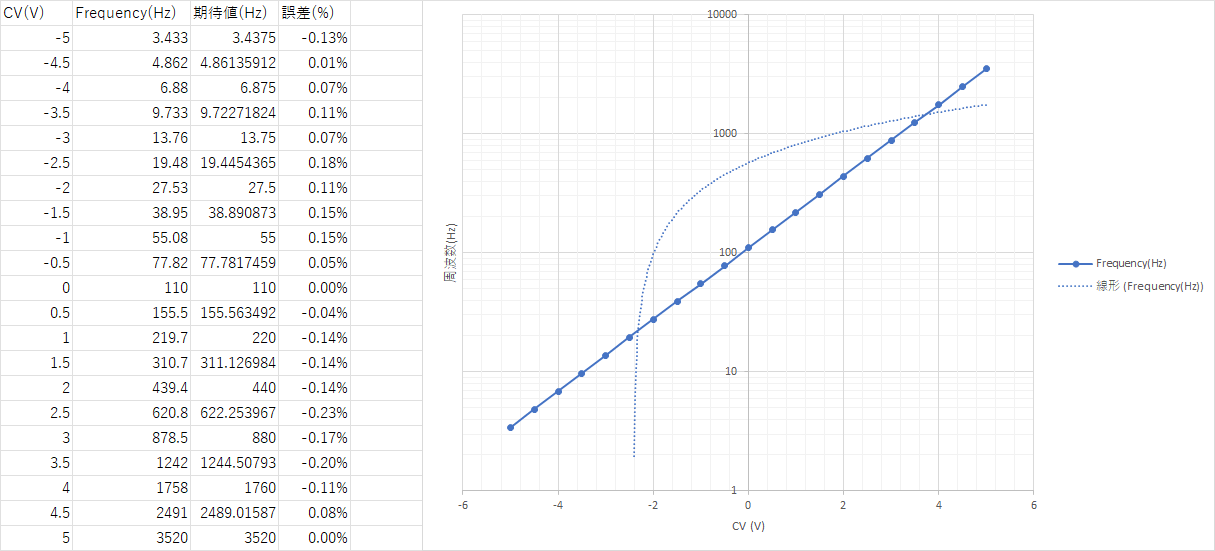 CV(V) Frequency(Hz) 期待値(Hz) 誤差(%)
-5 3.433 3.4375 -0.13%
-4.5 4.862 4.86135912 0.01%
-4 6.88 6.875 0.07%
-3.5 9.733 9.72271824 0.11%
-3 13.76 13.75 0.07%
-2.5 19.48 19.4454365 0.18%
-2 27.53 27.5 0.11%
-1.5 38.95 38.890873 0.15%
-1 55.08 55 0.15%
-0.5 77.82 77.7817459 0.05%
0 110 110 0.00%
0.5 155.5 155.563492 -0.04%
1 219.7 220 -0.14%
1.5 310.7 311.126984 -0.14%
2 439.4 440 -0.14%
2.5 620.8 622.253967 -0.23%
3 878.5 880 -0.17%
3.5 1242 1244.50793 -0.20%
4 1758 1760 -0.11%
4.5 2491 2489.01587 0.08%
5 3520 3520 0.00%
10000
1000
100
10
1
周波数(Hz)
-6 -4 -2 0 2 4 6
CV (V)
Frequency(Hz)
線形 (Frequency(Hz))